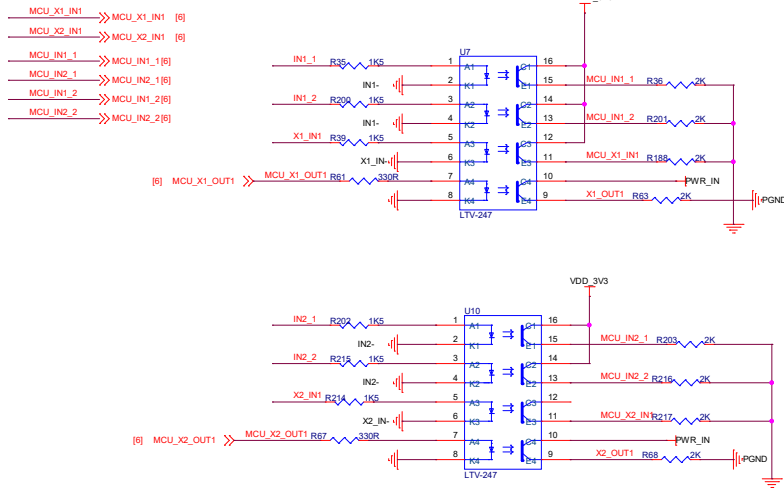 MCU_X1_IN1 MCU_X1_IN1 [6]
MCU_X2_IN1 MCU_X2_IN1 [6]
MCU_IN1_1 MCU_IN1_1 [6]
MCU_IN2_1 MCU_IN2_1 [6]
MCU_IN1_2 MCU_IN1_2 [6]
MCU_IN2_2 MCU_IN2_2 [6]
U7
IN1_1 R35 1K5 1 A1 C1 16
IN1- 2 K1 E1 15 MCU_IN1_1 R36 2K
IN1_2 R200 1K5 3 A2 C2 14
IN1- 4 K2 E2 13 MCU_IN1_2 R201 2K
X1_IN1 R39 1K5 5 A3 C3 12
X1_IN- 6 K3 E3 11 MCU_X1_IN1 R188 2K
[6] MCU_X1_OUT1 MCU_X1_OUT1 R61 330R 7 A4 C4 10 PWR_IN
8 K4 E4 9 X1_OUT1 R63 2K PGND
LTV-247
VDD_3V3
U10
IN2_1 R202 1K5 1 A1 C1 16
IN2- 2 K1 E1 15 MCU_IN2_1 R203 2K
IN2_2 R215 1K5 3 A2 C2 14
IN2- 4 K2 E2 13 MCU_IN2_2 R216 2K
X2_IN1 R214 1K5 5 A3 C3 12
X2_IN- 6 K3 E3 11 MCU_X2_IN1 R217 2K
[6] MCU_X2_OUT1 MCU_X2_OUT1 R67 330R 7 A4 C4 10 PWR_IN
8 K4 E4 9 X2_OUT1 R68 2K PGND
LTV-247